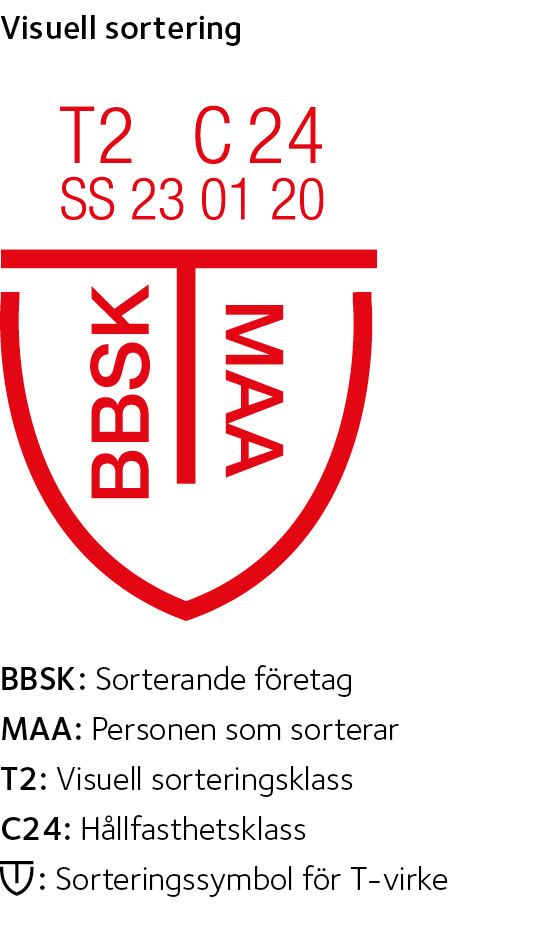 Visuell sortering
T2 C 24
SS 23 01 20
BBSK
MAA
BBSK: Sorterande företag
MAA: Personen som sorterar
T2: Visuell sorteringsklass
C24: Hållfasthetsklass
: Sorteringssymbol för T-virke